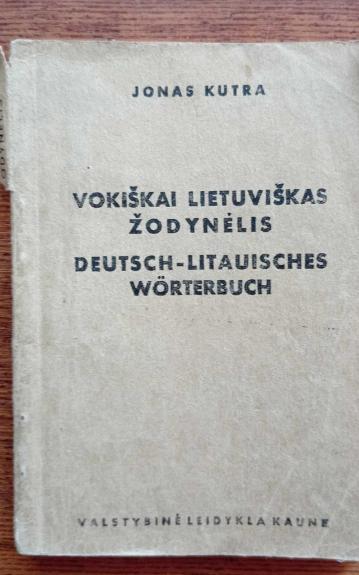 JONAS KUTRA
VOKIŠKAI LIETUVIŠKAS
ŽODYNĖLIS
DEUTSCH-LITAUISCHES
WÖRTERBUCH
VALSTYBINĖ LEIDYKLA KAUNE